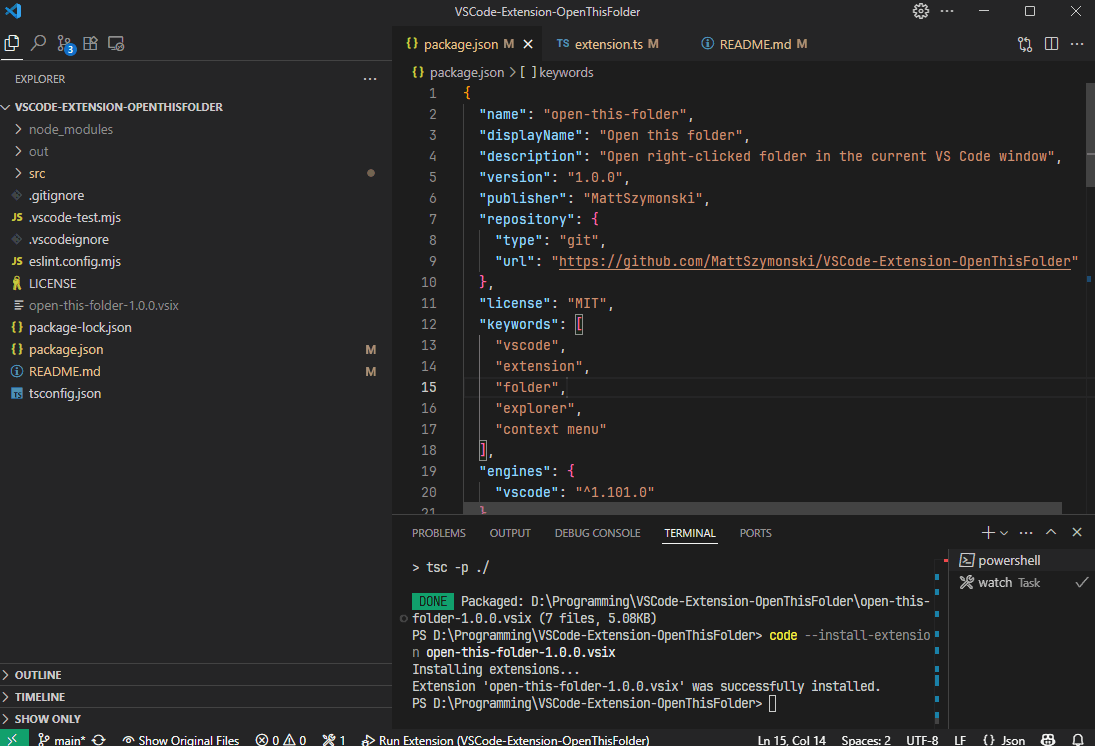 VSCode-Extension-OpenThisFolder
3
EXPLORER
VSCODE-EXTENSION-OPENTHISFOLDER
node_modules
out
src
.gitignore
JS .vscode-test.mjs
.vscodeignore
JS eslint.config.mjs
LICENSE
open-this-folder-1.0.0.vsix
{} package-lock.json
{} package.json M
README.md M
TS tsconfig.json
OUTLINE
TIMELINE
SHOW ONLY
{} package.json M
TS extension.ts M
README.md M
{} package.json > [ ] keywords
1 {
2 "name": "open-this-folder",
3 "displayName": "Open this folder",
4 "description": "Open right-clicked folder in the current VS Code window",
5 "version": "1.0.0",
6 "publisher": "MattSzymonski",
7 "repository": {
8 "type": "git",
9 "url": "https://github.com/MattSzymonski/VSCode-Extension-OpenThisFolder"
10 },
11 "license": "MIT",
12 "keywords": [
13 "vscode",
14 "extension",
15 "folder",
16 "explorer",
17 "context menu"
18 ],
19 "engines": {
20 "vscode": "^1.101.0"
21 }
PROBLEMS OUTPUT DEBUG CONSOLE TERMINAL PORTS
> tsc -p ./
DONE Packaged: D:\Programming\VSCode-Extension-OpenThisFolder\open-this-
folder-1.0.0.vsix (7 files, 5.08KB)
PS D:\Programming\VSCode-Extension-OpenThisFolder> code --install-extensio
n open-this-folder-1.0.0.vsix
Installing extensions...
Extension 'open-this-folder-1.0.0.vsix' was successfully installed.
PS D:\Programming\VSCode-Extension-OpenThisFolder>
powershell
watch Task
main* Show Original Files 0 0 1 Run Extension (VSCode-Extension-OpenThisFolder) Ln 15, Col 14 Spaces: 2 UTF-8 LF {} Json